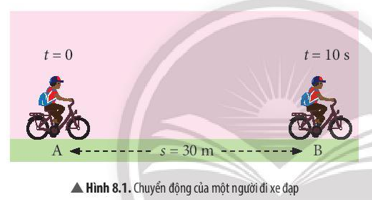 t = 0
t = 10 s
A s = 30 m B
▲ Hình 8.1. Chuyển động của một người đi xe đạp